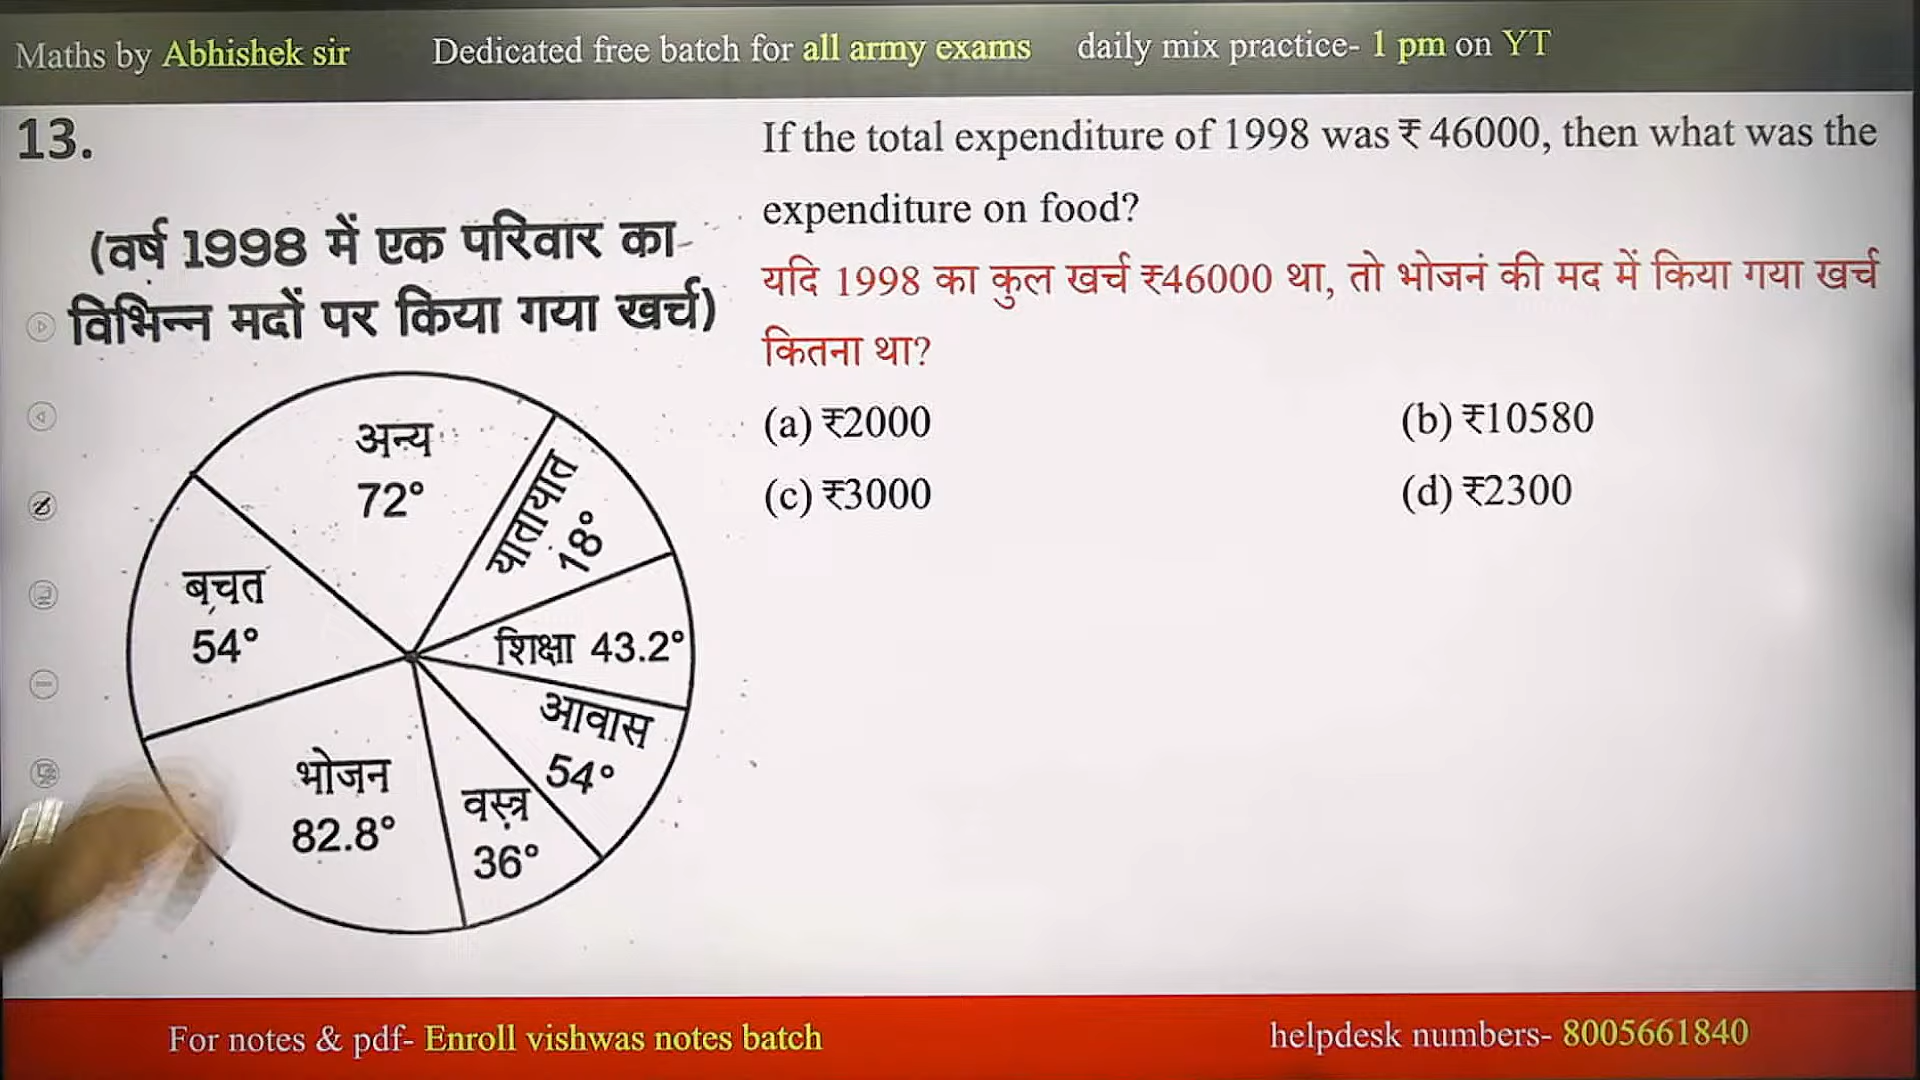 Maths by Abhishek sir Dedicated free batch for all army exams daily mix practice- 1 pm on YT
13.
(वर्ष 1998 में एक परिवार का
विभिन्न मदों पर किया गया खर्च)
अन्य
72°
यातायात
18°
बचत
54°
शिक्षा 43.2°
आवास
54°
भोजन
82.8°
वस्त्र
36°
If the total expenditure of 1998 was ₹ 46000, then what was the
expenditure on food?
यदि 1998 का कुल खर्च ₹46000 था, तो भोजनं की मद में किया गया खर्च
कितना था?
(a) ₹2000 (b) ₹10580
(c) ₹3000 (d) ₹2300
For notes & pdf- Enroll vishwas notes batch helpdesk numbers- 8005661840